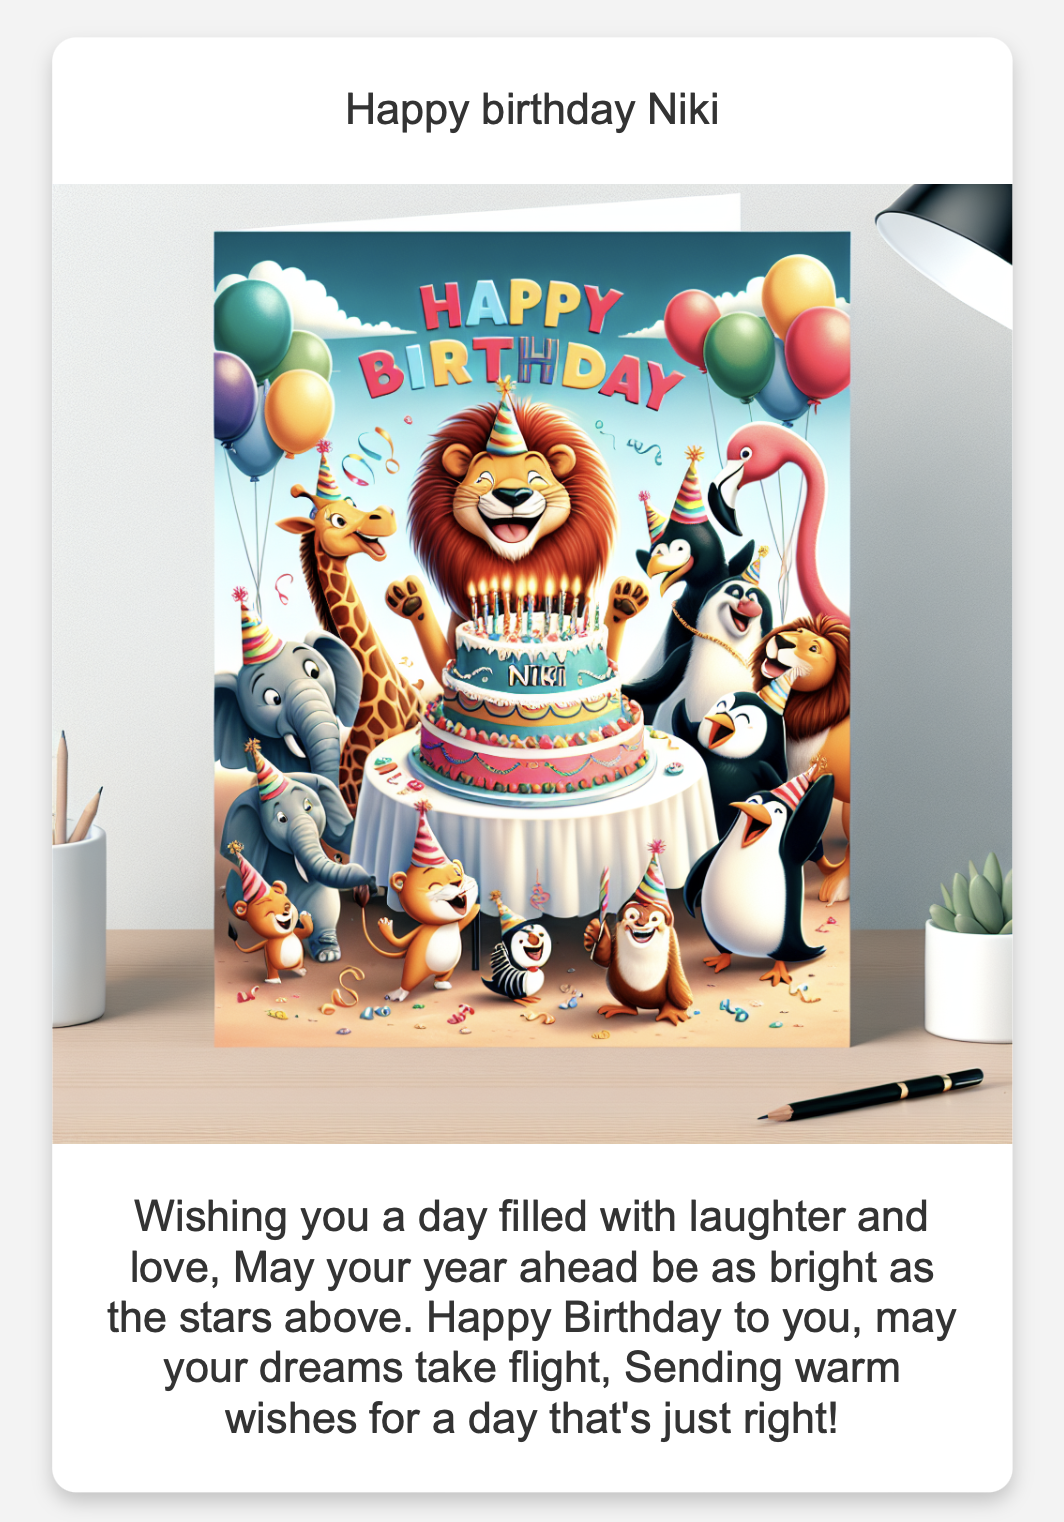 Happy birthday Niki
HAPPY
BIRTHDAY
NIKI
Wishing you a day filled with laughter and
love, May your year ahead be as bright as
the stars above. Happy Birthday to you, may
your dreams take flight, Sending warm
wishes for a day that's just right!